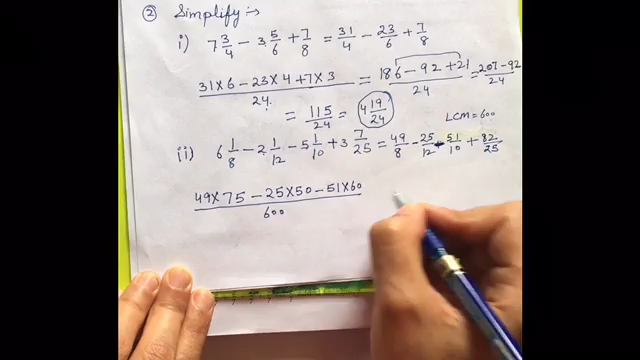 ② Simplify :-
i) 7 3/4 - 3 5/6 + 7/8 = 31/4 - 23/6 + 7/8
31×6 - 23×4 + 7×3 / 24 = 186 - 92 + 21 / 24 = 207 - 92 / 24
= 115/24 = 4 19/24
LCM = 600
ii) 6 1/8 - 2 1/12 - 5 1/10 + 3 7/25 = 49/8 - 25/12 - 51/10 + 82/25
49×75 - 25×50 - 51×60 / 600